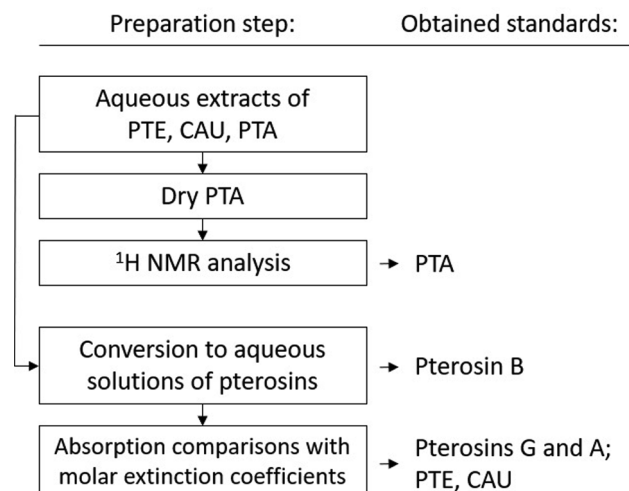 Preparation step: Obtained standards:
Aqueous extracts of
PTE, CAU, PTA
Dry PTA
¹H NMR analysis
PTA
Conversion to aqueous
solutions of pterosins
Pterosin B
Absorption comparisons with
molar extinction coefficients
Pterosins G and A;
PTE, CAU